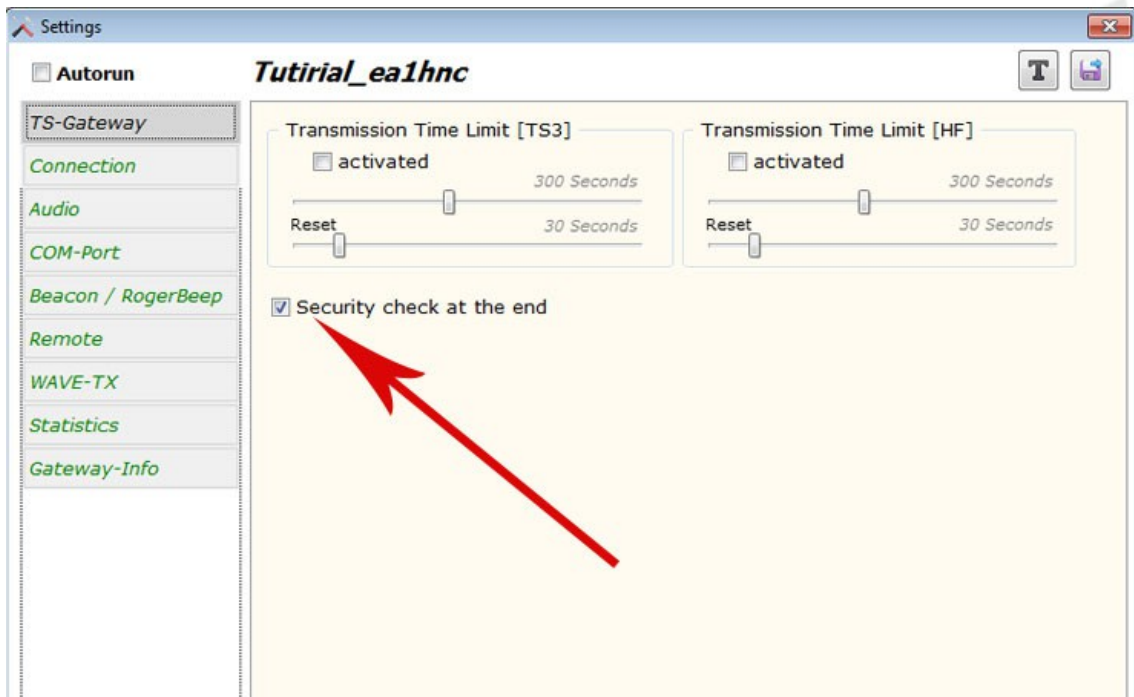 Settings
Autorun
Tutirial_ea1hnc
T
TS-Gateway
Connection
Audio
COM-Port
Beacon / RogerBeep
Remote
WAVE-TX
Statistics
Gateway-Info
Transmission Time Limit [TS3]
activated
300 Seconds
Reset
30 Seconds
Transmission Time Limit [HF]
activated
300 Seconds
Reset
30 Seconds
Security check at the end